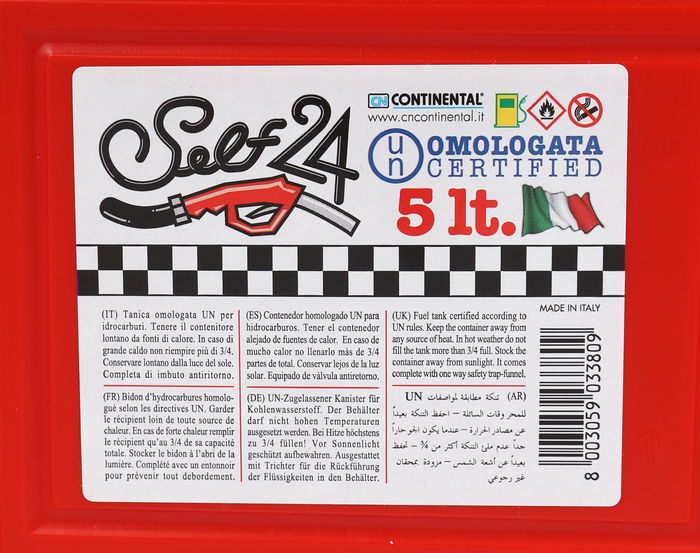 Self 24
CN CONTINENTAL®
www.cncontinental.it
un OMOLOGATA
CERTIFIED
5 lt.
MADE IN ITALY
(IT) Tanica omologata UN per
idrocarburi. Tenere il contenitore
lontano da fonti di calore. In caso di
grande caldo non riempire più di 3/4.
Conservare lontano dalla luce del sole.
Completa di imbuto antiritorno.
(ES) Contenedor homologado UN para
hidrocarburos. Tener el contenedor
alejado de fuentes de calor. En caso de
mucho calor no llenarlo màs de 3/4
partes de total. Conservar lejos de la luz
solar. Equipado de vàlvula antiretorno.
(UK) Fuel tank certified according to
UN rules. Keep the container away from
any source of heat. In hot weather do not
fill the tank more than 3/4 full. Stock the
container away from sunlight. It comes
complete with one way safety trap-funnel.
(FR) Bidon d'hydrocarbures homolo-
gué selon les directives UN. Garder
le récipient loin de toute source de
chaleur. En cas de forte chaleur remplir
le récipient qu'au 3/4 de sa capacité
totale. Stocker le bidon à l'abri de la
lumière. Complété avec un entonnoir
pour prévenir tout debordement.
(DE) UN-Zugelassener Kanister für
Kohlenwasserstoff. Der Behälter
darf nicht hohen Temperaturen
ausgesetzt werden. Bei Hitze höchstens
zu 3/4 füllen! Vor Sonnenlicht
geschützt aufbewahren. Ausgestattet
mit Trichter für die Rückführung
der Flüssigkeiten in den Behälter.
(AR) تنكة مطابقة لمواصفات UN
للمحروقات السائلة – احفظ التنكة بعيداً
عن مصادر الحرارة – عندما يكون الجو حاراً
جداً عدم ملئ التنكة أكثر من ¾ – تحفظ
بعيداً عن أشعة الشمس – مزودة بمحقان
غير رجوعي
8 003059 033809